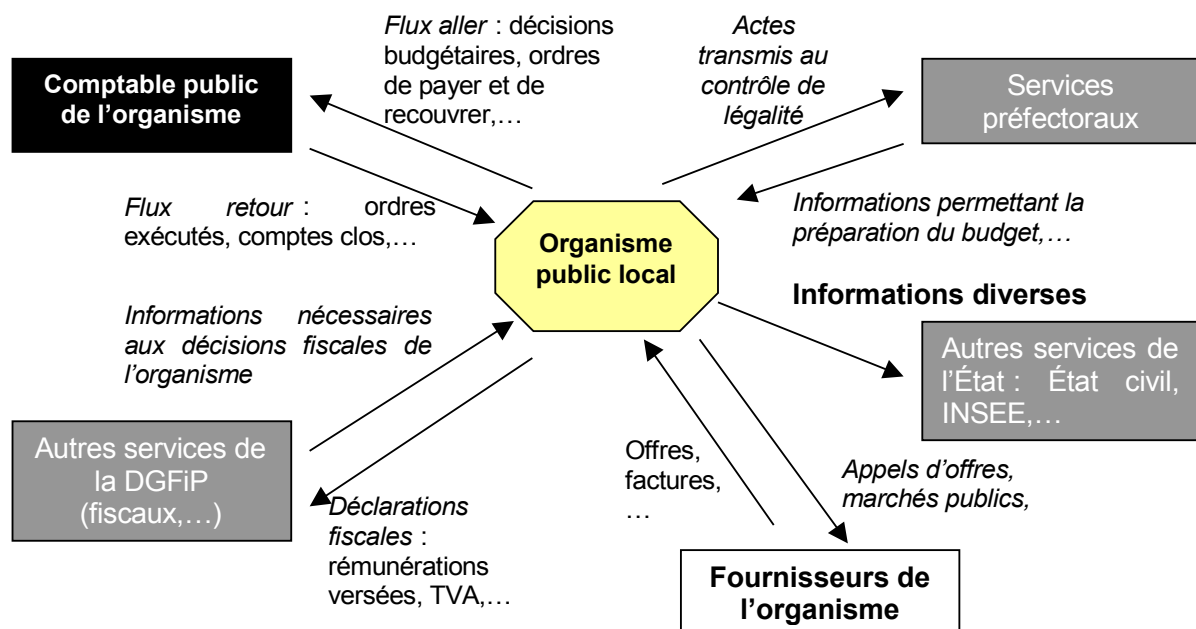 Flux aller : décisions
budgétaires, ordres
de payer et de
recouvrer,…
Actes
transmis au
contrôle de
légalité
Comptable public
de l’organisme
Services
préfectoraux
Flux retour : ordres
exécutés, comptes clos,…
Organisme
public local
Informations permettant la
préparation du budget,…
Informations diverses
Informations nécessaires
aux décisions fiscales de
l’organisme
Autres services de
l’État : État civil,
INSEE,…
Autres services de
la DGFiP
(fiscaux,…)
Offres,
factures,
…
Appels d’offres,
marchés publics,
Déclarations
fiscales :
rémunérations
versées, TVA,…
Fournisseurs de
l’organisme